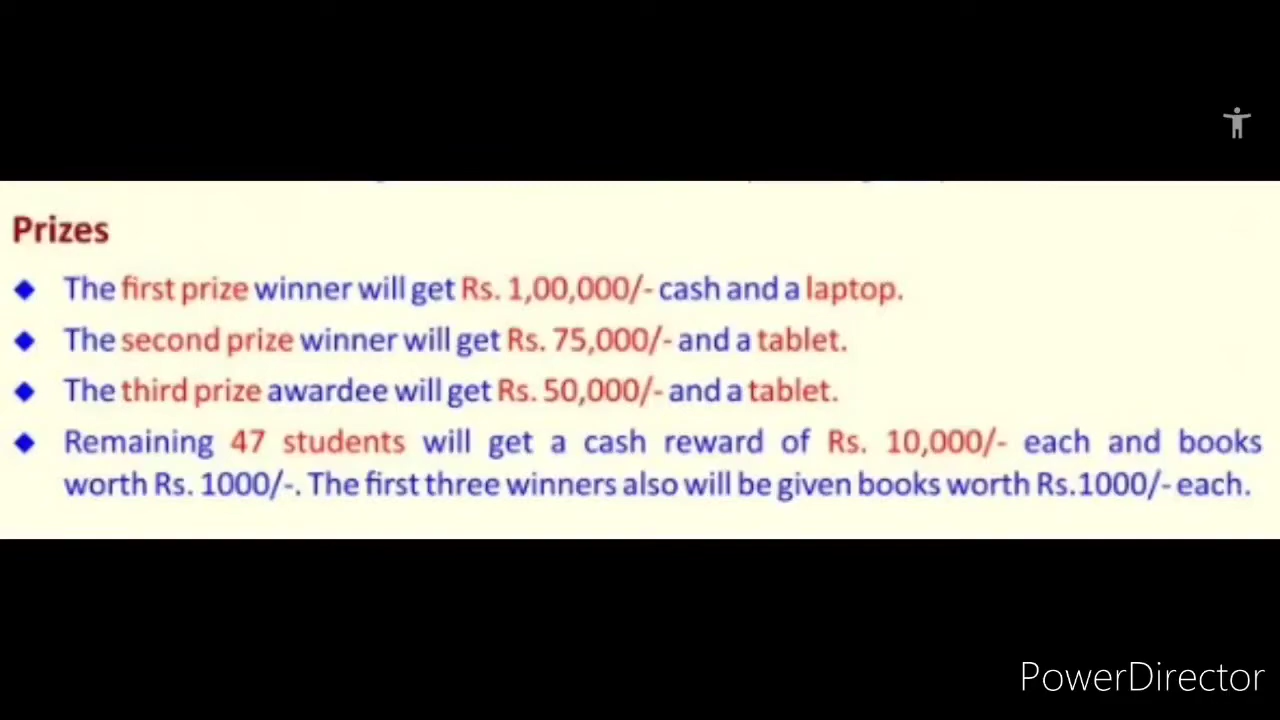 Prizes
◆ The first prize winner will get Rs. 1,00,000/- cash and a laptop.
◆ The second prize winner will get Rs. 75,000/- and a tablet.
◆ The third prize awardee will get Rs. 50,000/- and a tablet.
◆ Remaining 47 students will get a cash reward of Rs. 10,000/- each and books
worth Rs. 1000/-. The first three winners also will be given books worth Rs.1000/- each.
PowerDirector